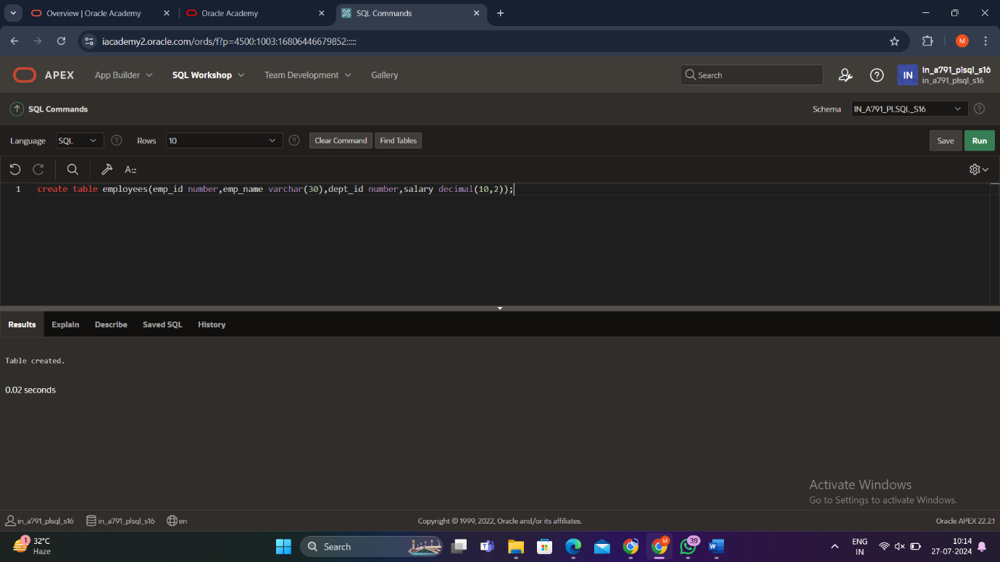 Overview | Oracle Academy
Oracle Academy
SQL Commands
iacademy2.oracle.com/ords/f?p=4500:1003:16806446679852:::::
M
APEX
App Builder
SQL Workshop
Team Development
Gallery
Search
IN
in_a791_plsql_s16
in_a791_plsql_s16
SQL Commands
Schema
IN_A791_PLSQL_S16
Language
SQL
Rows
10
Clear Command
Find Tables
Save
Run
A::
1 create table employees(emp_id number,emp_name varchar(30),dept_id number,salary decimal(10,2));
Results
Explain
Describe
Saved SQL
History
Table created.
0.02 seconds
Activate Windows
Go to Settings to activate Windows.
in_a791_plsql_s16
in_a791_plsql_s16
en
Copyright © 1999, 2022, Oracle and/or its affiliates.
Oracle APEX 22.2.1
1
32°C
Haze
Search
M
39
ENG
IN
10:14
27-07-2024